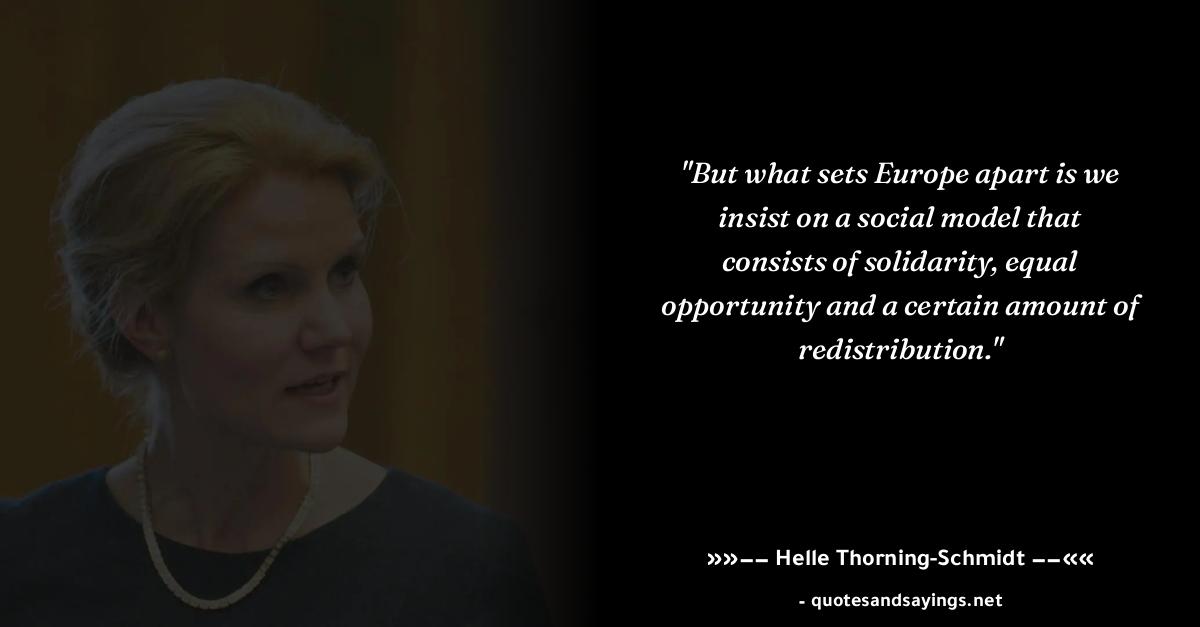 "But what sets Europe apart is we
insist on a social model that
consists of solidarity, equal
opportunity and a certain amount of
redistribution."
»»−− Helle Thorning-Schmidt −−««
- quotesandsayings.net